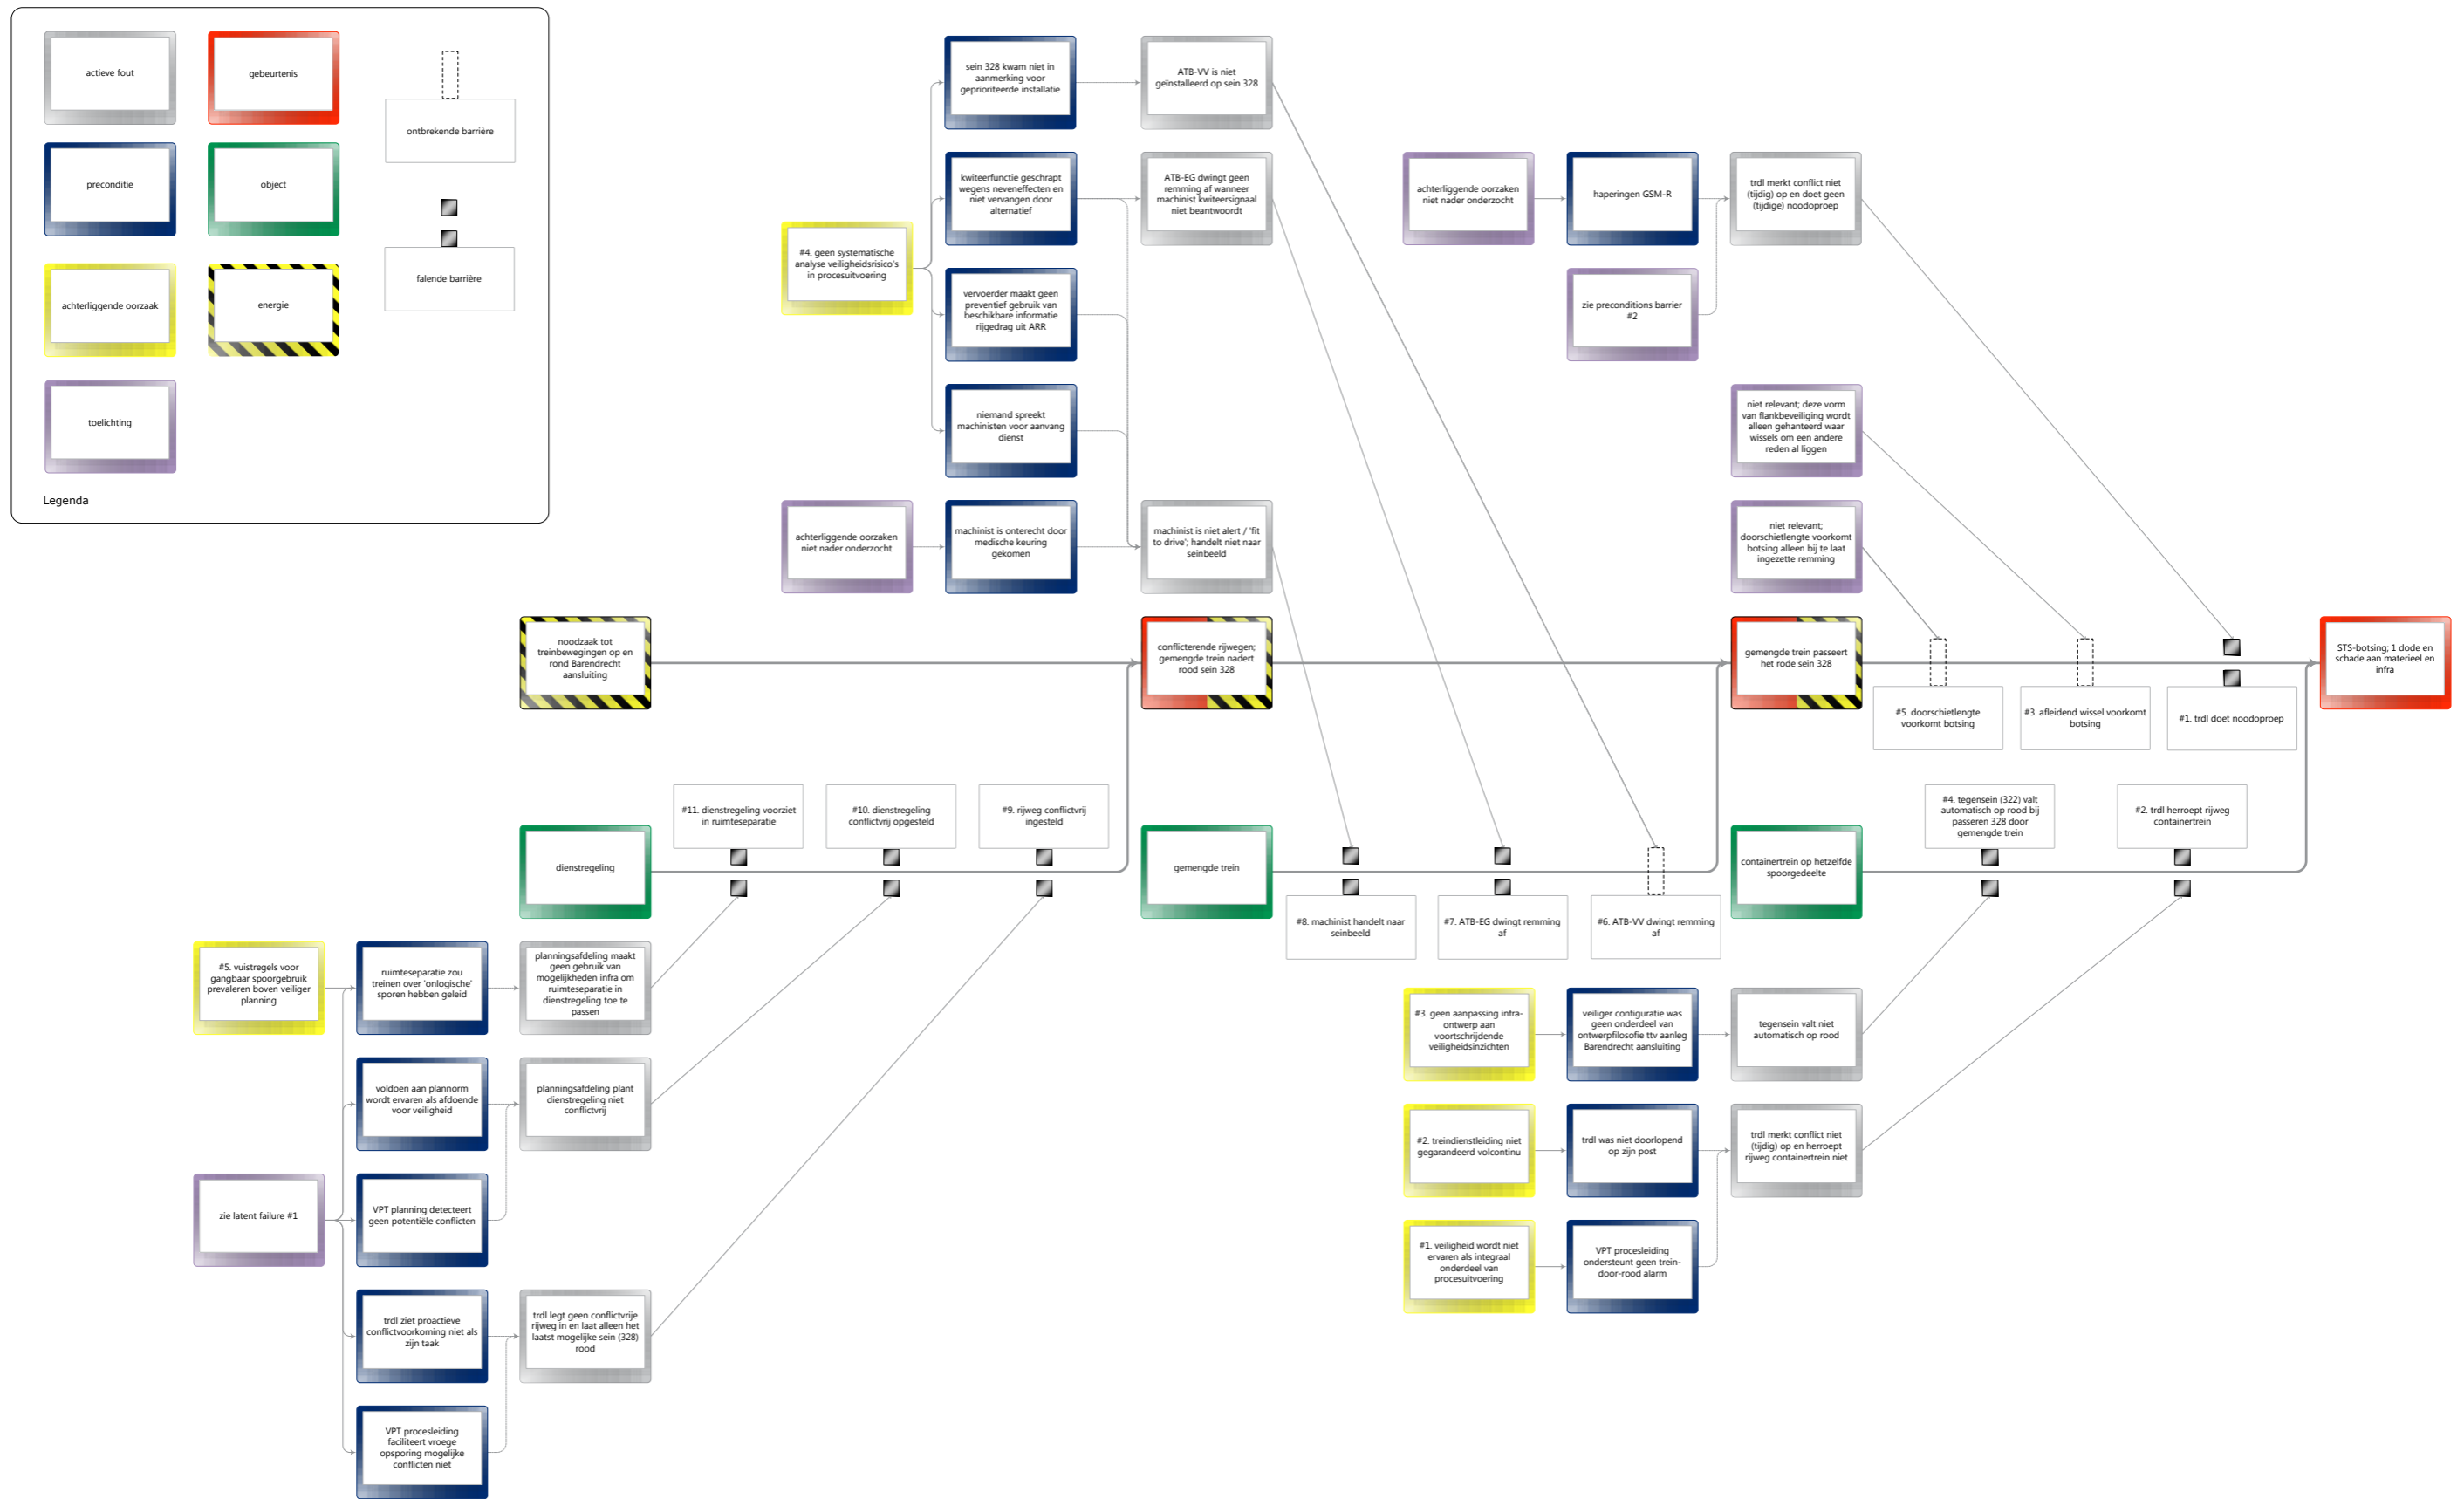 actieve fout
gebeurtenis
ontbrekende barrière
preconditie
object
achterliggende oorzaak
energie
falende barrière
toelichting
Legenda
sein 328 kwam niet in
aanmerking voor
geprioriteerde installatie
ATB-VV is niet
geïnstalleerd op sein 328
kwiteerfunctie geschrapt
wegens neveneffecten en
niet vervangen door
alternatief
ATB-EG dwingt geen
remming af wanneer
machinist kwiteersignaal
niet beantwoordt
#4. geen systematische
analyse veiligheidsrisico's
in procesuitvoering
vervoerder maakt geen
preventief gebruik van
beschikbare informatie
rijgedrag uit ARR
niemand spreekt
machinisten voor aanvang
dienst
achterliggende oorzaken
niet nader onderzocht
machinist is onterecht door
medische keuring
gekomen
machinist is niet alert / 'fit
to drive'; handelt niet naar
seinbeeld
achterliggende oorzaken
niet nader onderzocht
haperingen GSM-R
trdl merkt conflict niet
(tijdig) op en doet geen
(tijdige) noodoproep
zie preconditions barrier
#2
niet relevant; deze vorm
van flankbeveiliging wordt
alleen gehanteerd waar
wissels om een andere
reden al liggen
niet relevant;
doorschietlengte voorkomt
botsing alleen bij te laat
ingezette remming
noodzaak tot
treinbewegingen op en
rond Barendrecht
aansluiting
conflicterende rijwegen;
gemengde trein nadert
rood sein 328
gemengde trein passeert
het rode sein 328
STS-botsing; 1 dode en
schade aan materieel en
infra
#5. doorschietlengte
voorkomt botsing
#3. afleidend wissel voorkomt
botsing
#1. trdl doet noodoproep
#11. dienstregeling voorziet
in ruimteseparatie
#10. dienstregeling
conflictvrij opgesteld
#9. rijweg conflictvrij
ingesteld
#4. tegensein (322) valt
automatisch op rood bij
passeren 328 door
gemengde trein
#2. trdl herroept rijweg
containertrein
dienstregeling
gemengde trein
containertrein op hetzelfde
spoorgedeelte
#8. machinist handelt naar
seinbeeld
#7. ATB-EG dwingt remming
af
#6. ATB-VV dwingt remming
af
#5. vuistregels voor
gangbaar spoorgebruik
prevaleren boven veiliger
planning
ruimteseparatie zou
treinen over 'onlogische'
sporen hebben geleid
planningsafdeling maakt
geen gebruik van
mogelijkheden infra om
ruimteseparatie in
dienstregeling toe te
passen
voldoen aan plannorm
wordt ervaren als afdoende
voor veiligheid
planningsafdeling plant
dienstregeling niet
conflictvrij
zie latent failure #1
VPT planning detecteert
geen potentiële conflicten
trdl ziet proactieve
conflictvoorkoming niet als
zijn taak
trdl legt geen conflictvrije
rijweg in en laat alleen het
laatst mogelijke sein (328)
rood
VPT procesleiding
faciliteert vroege
opsporing mogelijke
conflicten niet
#3. geen aanpassing infra-
ontwerp aan
voortschrijdende
veiligheidsinzichten
veiliger configuratie was
geen onderdeel van
ontwerpfilosofie ttv aanleg
Barendrecht aansluiting
tegensein valt niet
automatisch op rood
#2. treindienstleiding niet
gegarandeerd volcontinu
trdl was niet doorlopend
op zijn post
trdl merkt conflict niet
(tijdig) op en herroept
rijweg containertrein niet
#1. veiligheid wordt niet
ervaren als integraal
onderdeel van
procesuitvoering
VPT procesleiding
ondersteunt geen trein-
door-rood alarm